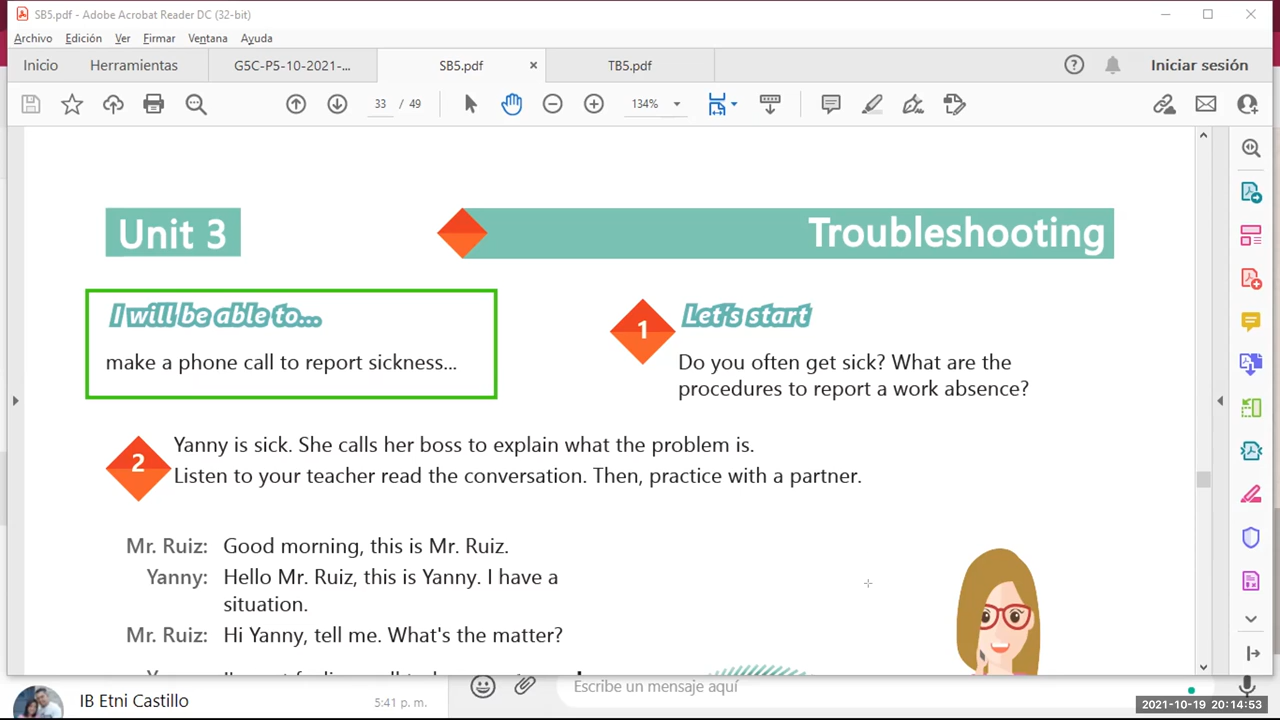 SB5.pdf - Adobe Acrobat Reader DC (32-bit)
Archivo Edición Ver Firmar Ventana Ayuda
Inicio Herramientas G5C-P5-10-2021-... SB5.pdf × TB5.pdf Iniciar sesión
33 / 49 134%
Unit 3 Troubleshooting
I will be able to...
make a phone call to report sickness...
1 Let's start
Do you often get sick? What are the
procedures to report a work absence?
2 Yanny is sick. She calls her boss to explain what the problem is.
Listen to your teacher read the conversation. Then, practice with a partner.
Mr. Ruiz: Good morning, this is Mr. Ruiz.
Yanny: Hello Mr. Ruiz, this is Yanny. I have a
situation.
Mr. Ruiz: Hi Yanny, tell me. What's the matter?
IB Etni Castillo 5:41 p. m. Escribe un mensaje aquí
2021-10-19 20:14:53